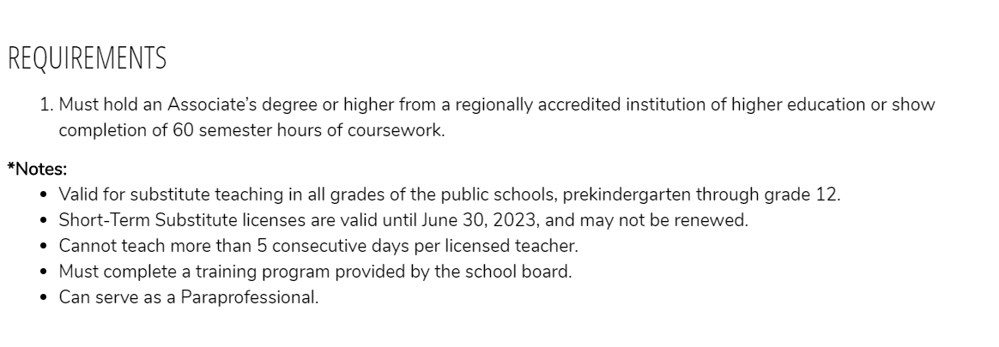 REQUIREMENTS
1. Must hold an Associate's degree or higher from a regionally accredited institution of higher education or show
completion of 60 semester hours of coursework.
*Notes:
• Valid for substitute teaching in all grades of the public schools, prekindergarten through grade 12.
• Short-Term Substitute licenses are valid until June 30, 2023, and may not be renewed.
• Cannot teach more than 5 consecutive days per licensed teacher.
• Must complete a training program provided by the school board.
• Can serve as a Paraprofessional.